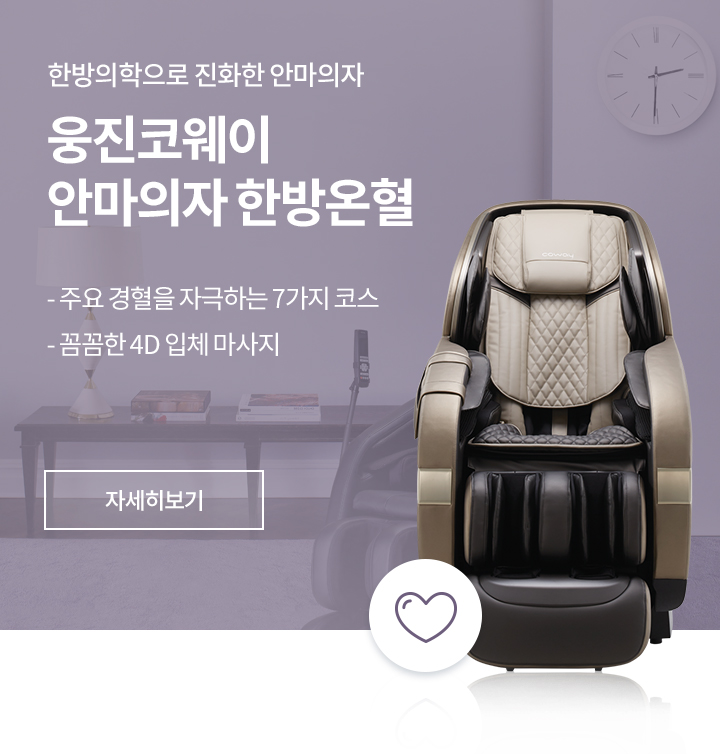 한방의학으로 진화한 안마의자
웅진코웨이
안마의자 한방온혈
- 주요 경혈을 자극하는 7가지 코스
- 꼼꼼한 4D 입체 마사지
자세히보기